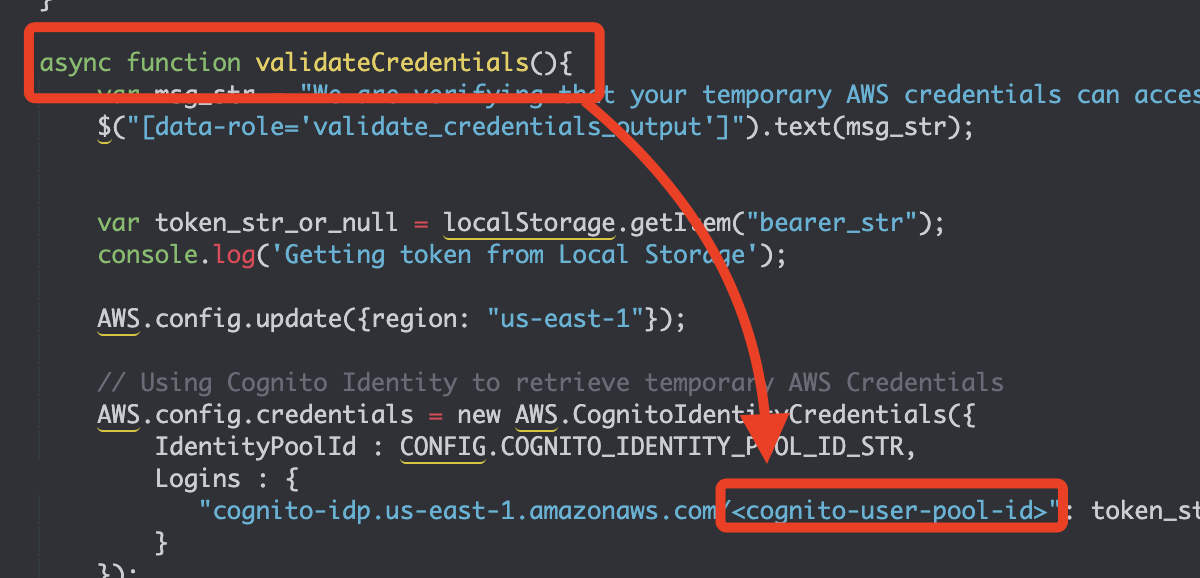 }
async function validateCredentials(){
var msg_str = "We are verifying that your temporary AWS credentials can acces
$("[data-role='validate_credentials_output']").text(msg_str);
var token_str_or_null = localStorage.getItem("bearer_str");
console.log('Getting token from Local Storage');
AWS.config.update({region: "us-east-1"});
// Using Cognito Identity to retrieve temporary AWS Credentials
AWS.config.credentials = new AWS.CognitoIdentityCredentials({
IdentityPoolId : CONFIG.COGNITO_IDENTITY_POOL_ID_STR,
Logins : {
"cognito-idp.us-east-1.amazonaws.com/<cognito-user-pool-id>": token_st
}
});